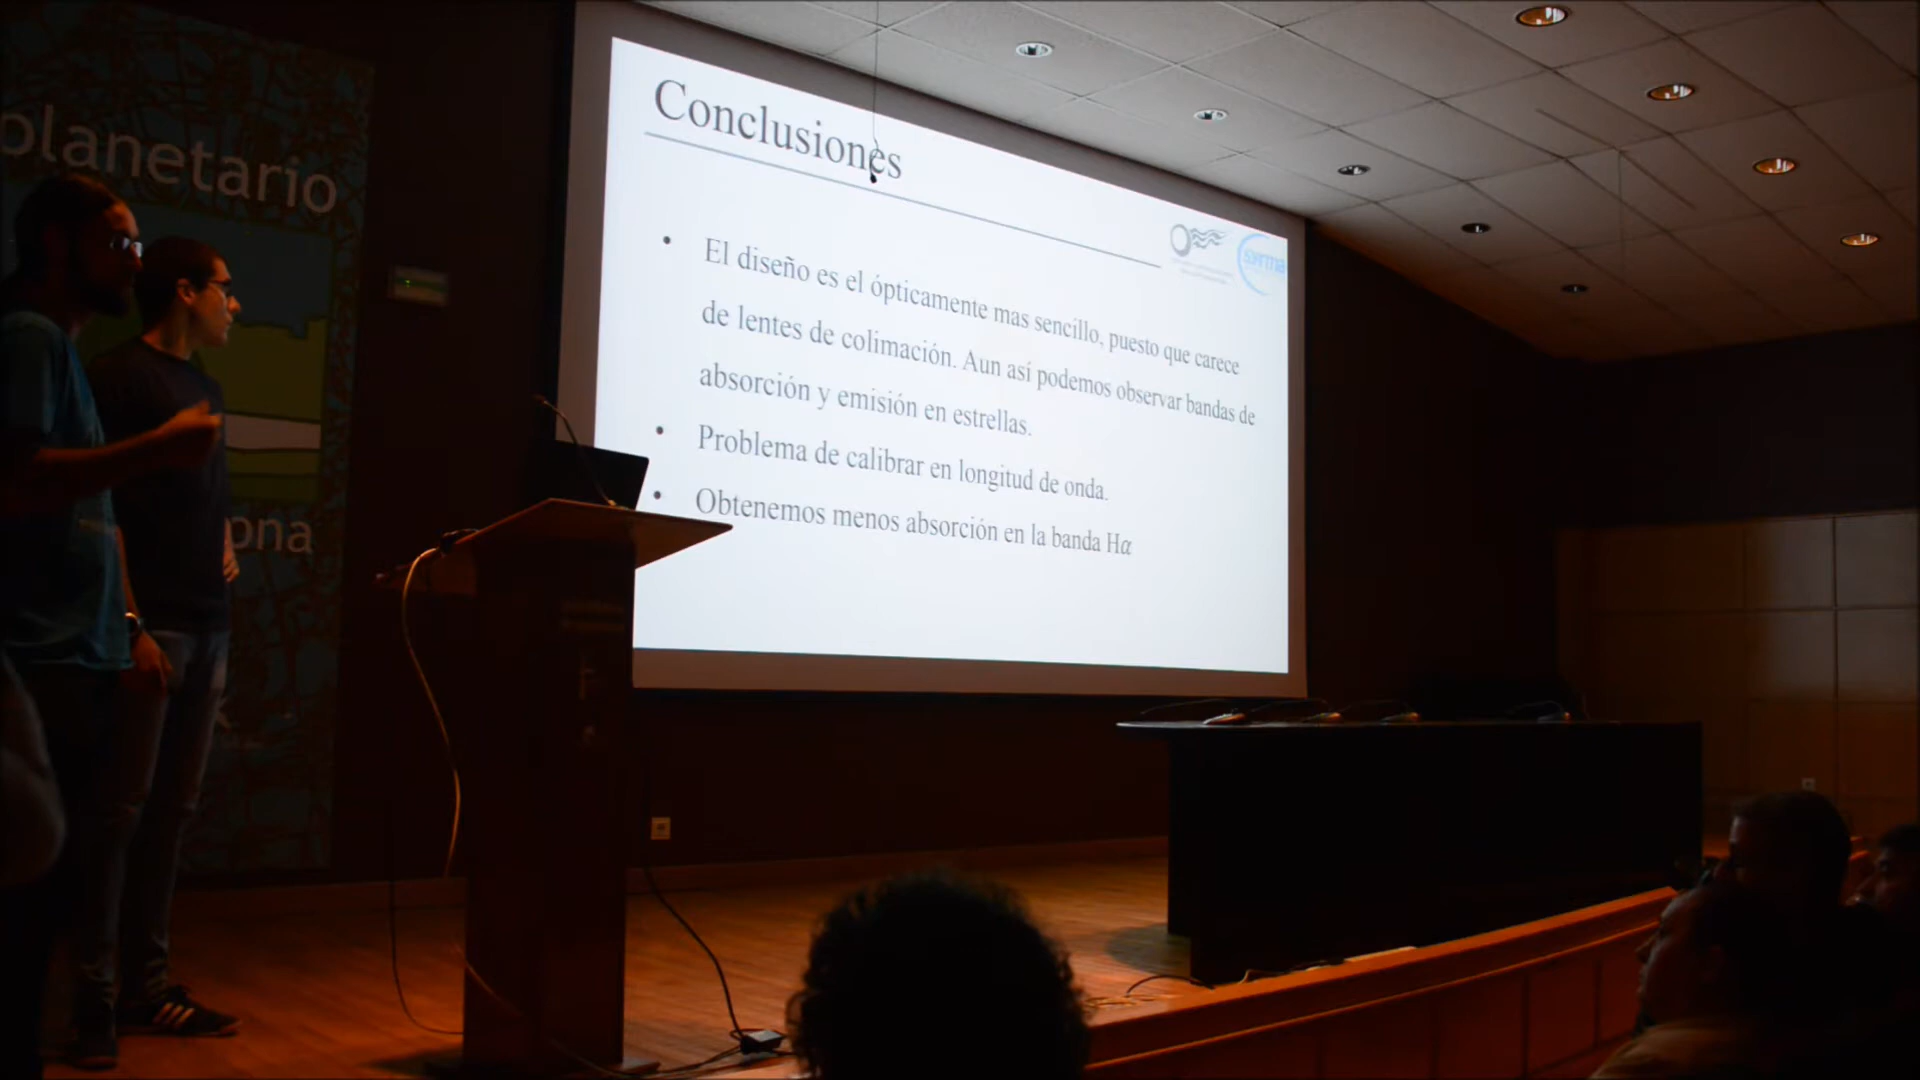 planetario
ona
Conclusiones
• El diseño es el ópticamente mas sencillo, puesto que carece
de lentes de colimación. Aun así podemos observar bandas de
absorción y emisión en estrellas.
• Problema de calibrar en longitud de onda.
• Obtenemos menos absorción en la banda Hα